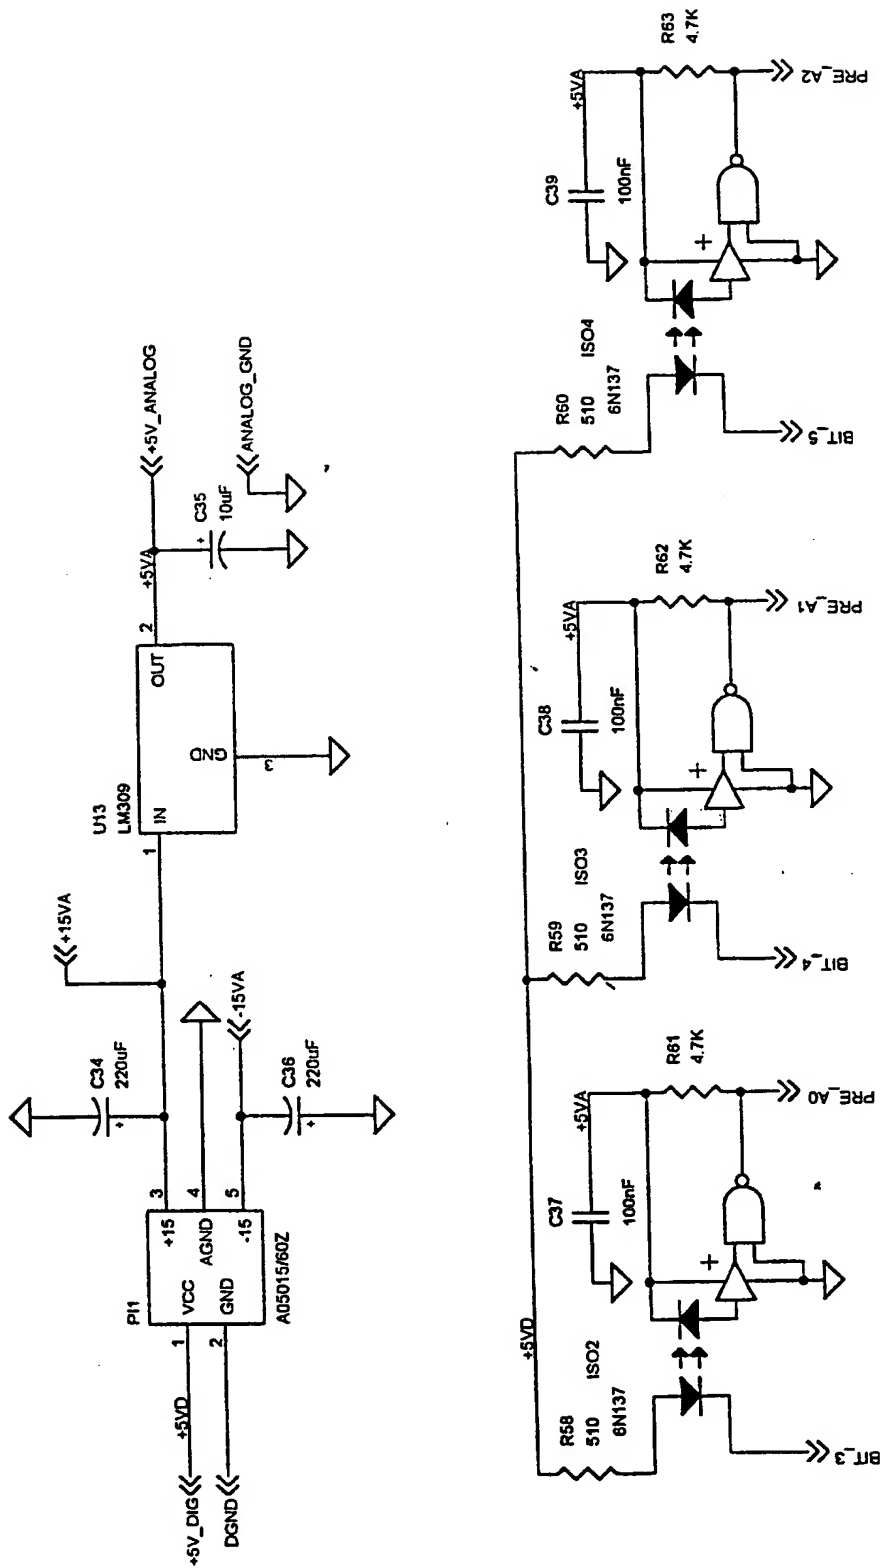 +5V_DIG
+5VD
DGND
PI1
1
VCC
2
GND
A05015/60Z
+15
3
AGND
4
-15
5
C34
220uF
C36
220uF
+15VA
-15VA
U13
LM309
1
IN
OUT
2
GND
3
+5VA
+5V_ANALOG
C35
10uF
ANALOG_GND
+5VD
R58
510
ISO2
6N137
BIT_3
C37
100nF
+5VA
+
R61
4.7K
PRE_A0
R59
510
ISO3
6N137
BIT_4
C38
100nF
+5VA
+
R62
4.7K
PRE_A1
R60
510
ISO4
6N137
BIT_5
C39
100nF
+5VA
+
R63
4.7K
PRE_A2